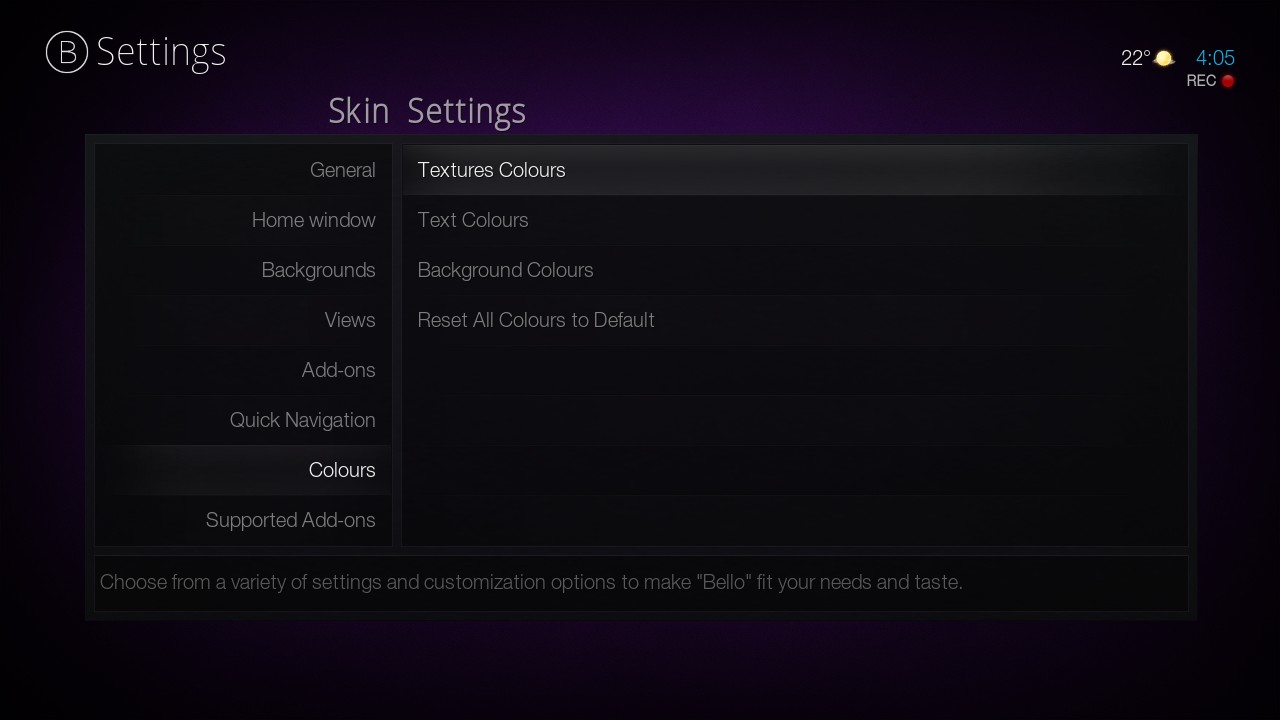 B Settings
22° 4:05
REC
Skin Settings
General
Home window
Backgrounds
Views
Add-ons
Quick Navigation
Colours
Supported Add-ons
Textures Colours
Text Colours
Background Colours
Reset All Colours to Default
Choose from a variety of settings and customization options to make "Bello" fit your needs and taste.